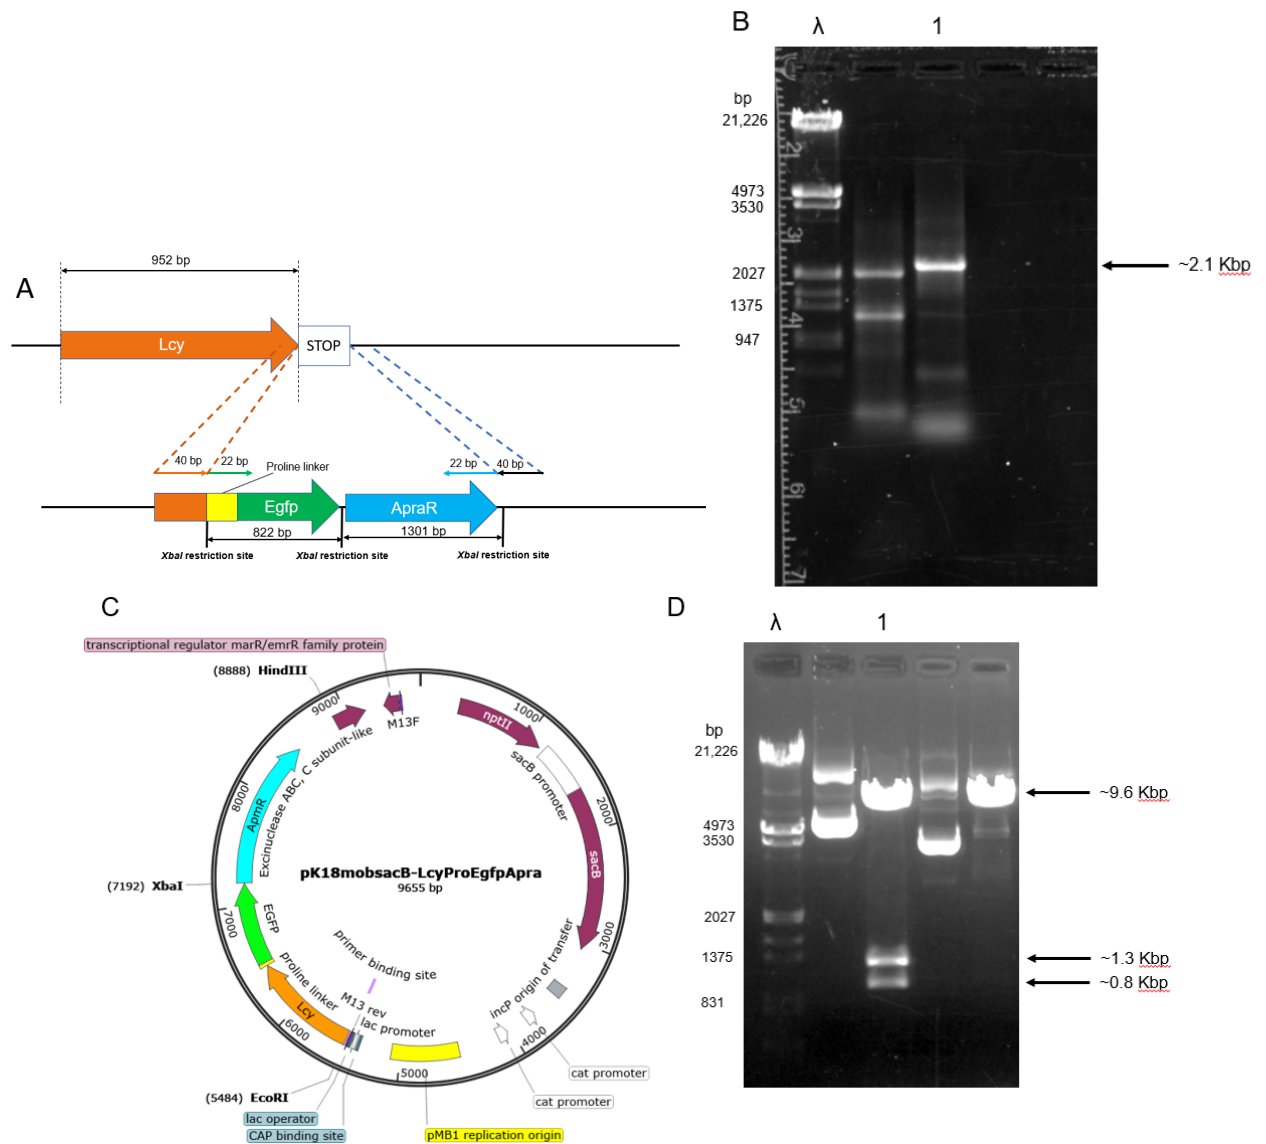 A
952 bp
Lcy
STOP
40 bp
22 bp
Proline linker
22 bp
40 bp
Egfp
ApraR
822 bp
1301 bp
XbaI restriction site
XbaI restriction site
XbaI restriction site
B
λ
1
bp
21,226
4973
3530
2027
1375
947
2
3
4
5
6
7
~2.1 Kbp
C
transcriptional regulator marR/emrR family protein
(8888) HindIII
9000
M13F
nptII
1000
sacB promoter
Excinuclease ABC, C subunit-like
8000
ApmR
2000
sacB
pK18mobsacB-LcyProEgfpApra
9655 bp
(7192) XbaI
7000
EGFP
3000
primer binding site
proline linker
incP origin of transfer
M13 rev
lac promoter
Lcy
6000
4000
5000
cat promoter
cat promoter
(5484) EcoRI
lac operator
CAP binding site
pMB1 replication origin
D
λ
1
bp
21,226
4973
3530
2027
1375
831
~9.6 Kbp
~1.3 Kbp
~0.8 Kbp